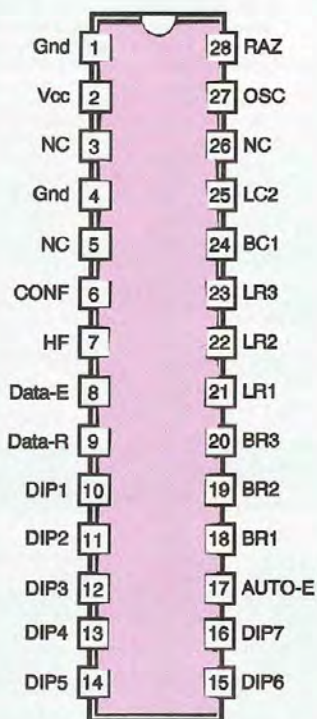 Gnd 1 28 RAZ
Vcc 2 27 OSC
NC 3 26 NC
Gnd 4 25 LC2
NC 5 24 BC1
CONF 6 23 LR3
HF 7 22 LR2
Data-E 8 21 LR1
Data-R 9 20 BR3
DIP1 10 19 BR2
DIP2 11 18 BR1
DIP3 12 17 AUTO-E
DIP4 13 16 DIP7
DIP5 14 15 DIP6